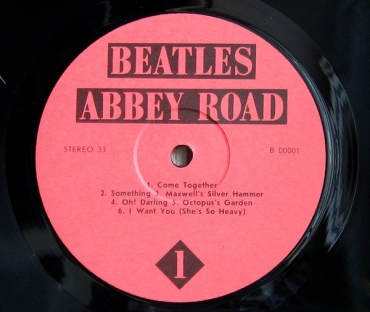 BEATLES
ABBEY ROAD
STEREO 33 B 00001
1. Come Together
2. Something 3. Maxwell's Silver Hammer
4. Oh! Darling 5. Octopus's Garden
6. I Want You (She's So Heavy)
1